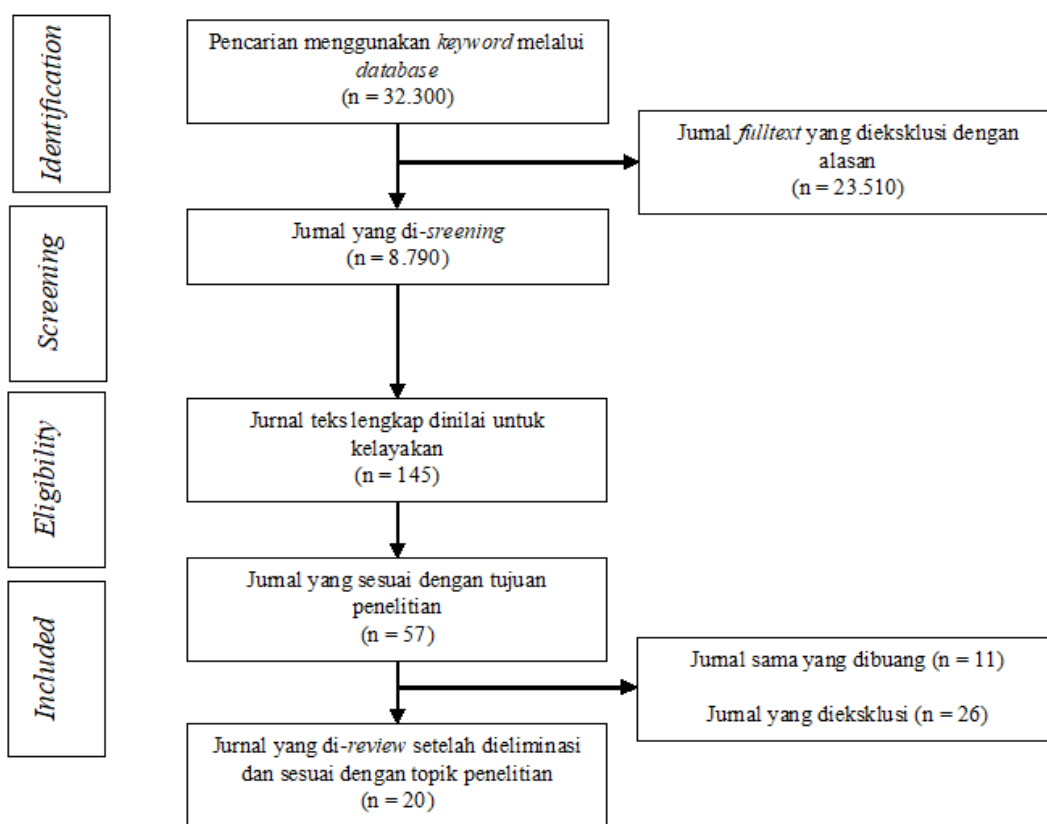 Identification
Pencarian menggunakan keyword melalui
database
(n = 32.300)
Jurnal fulltext yang dieksklusi dengan
alasan
(n = 23.510)
Screening
Jurnal yang di-sreening
(n = 8.790)
Eligibility
Jurnal teks lengkap dinilai untuk
kelayakan
(n = 145)
Included
Jurnal yang sesuai dengan tujuan
penelitian
(n = 57)
Jurnal sama yang dibuang (n = 11)
Jurnal yang dieksklusi (n = 26)
Jurnal yang di-review setelah dieliminasi
dan sesuai dengan topik penelitian
(n = 20)